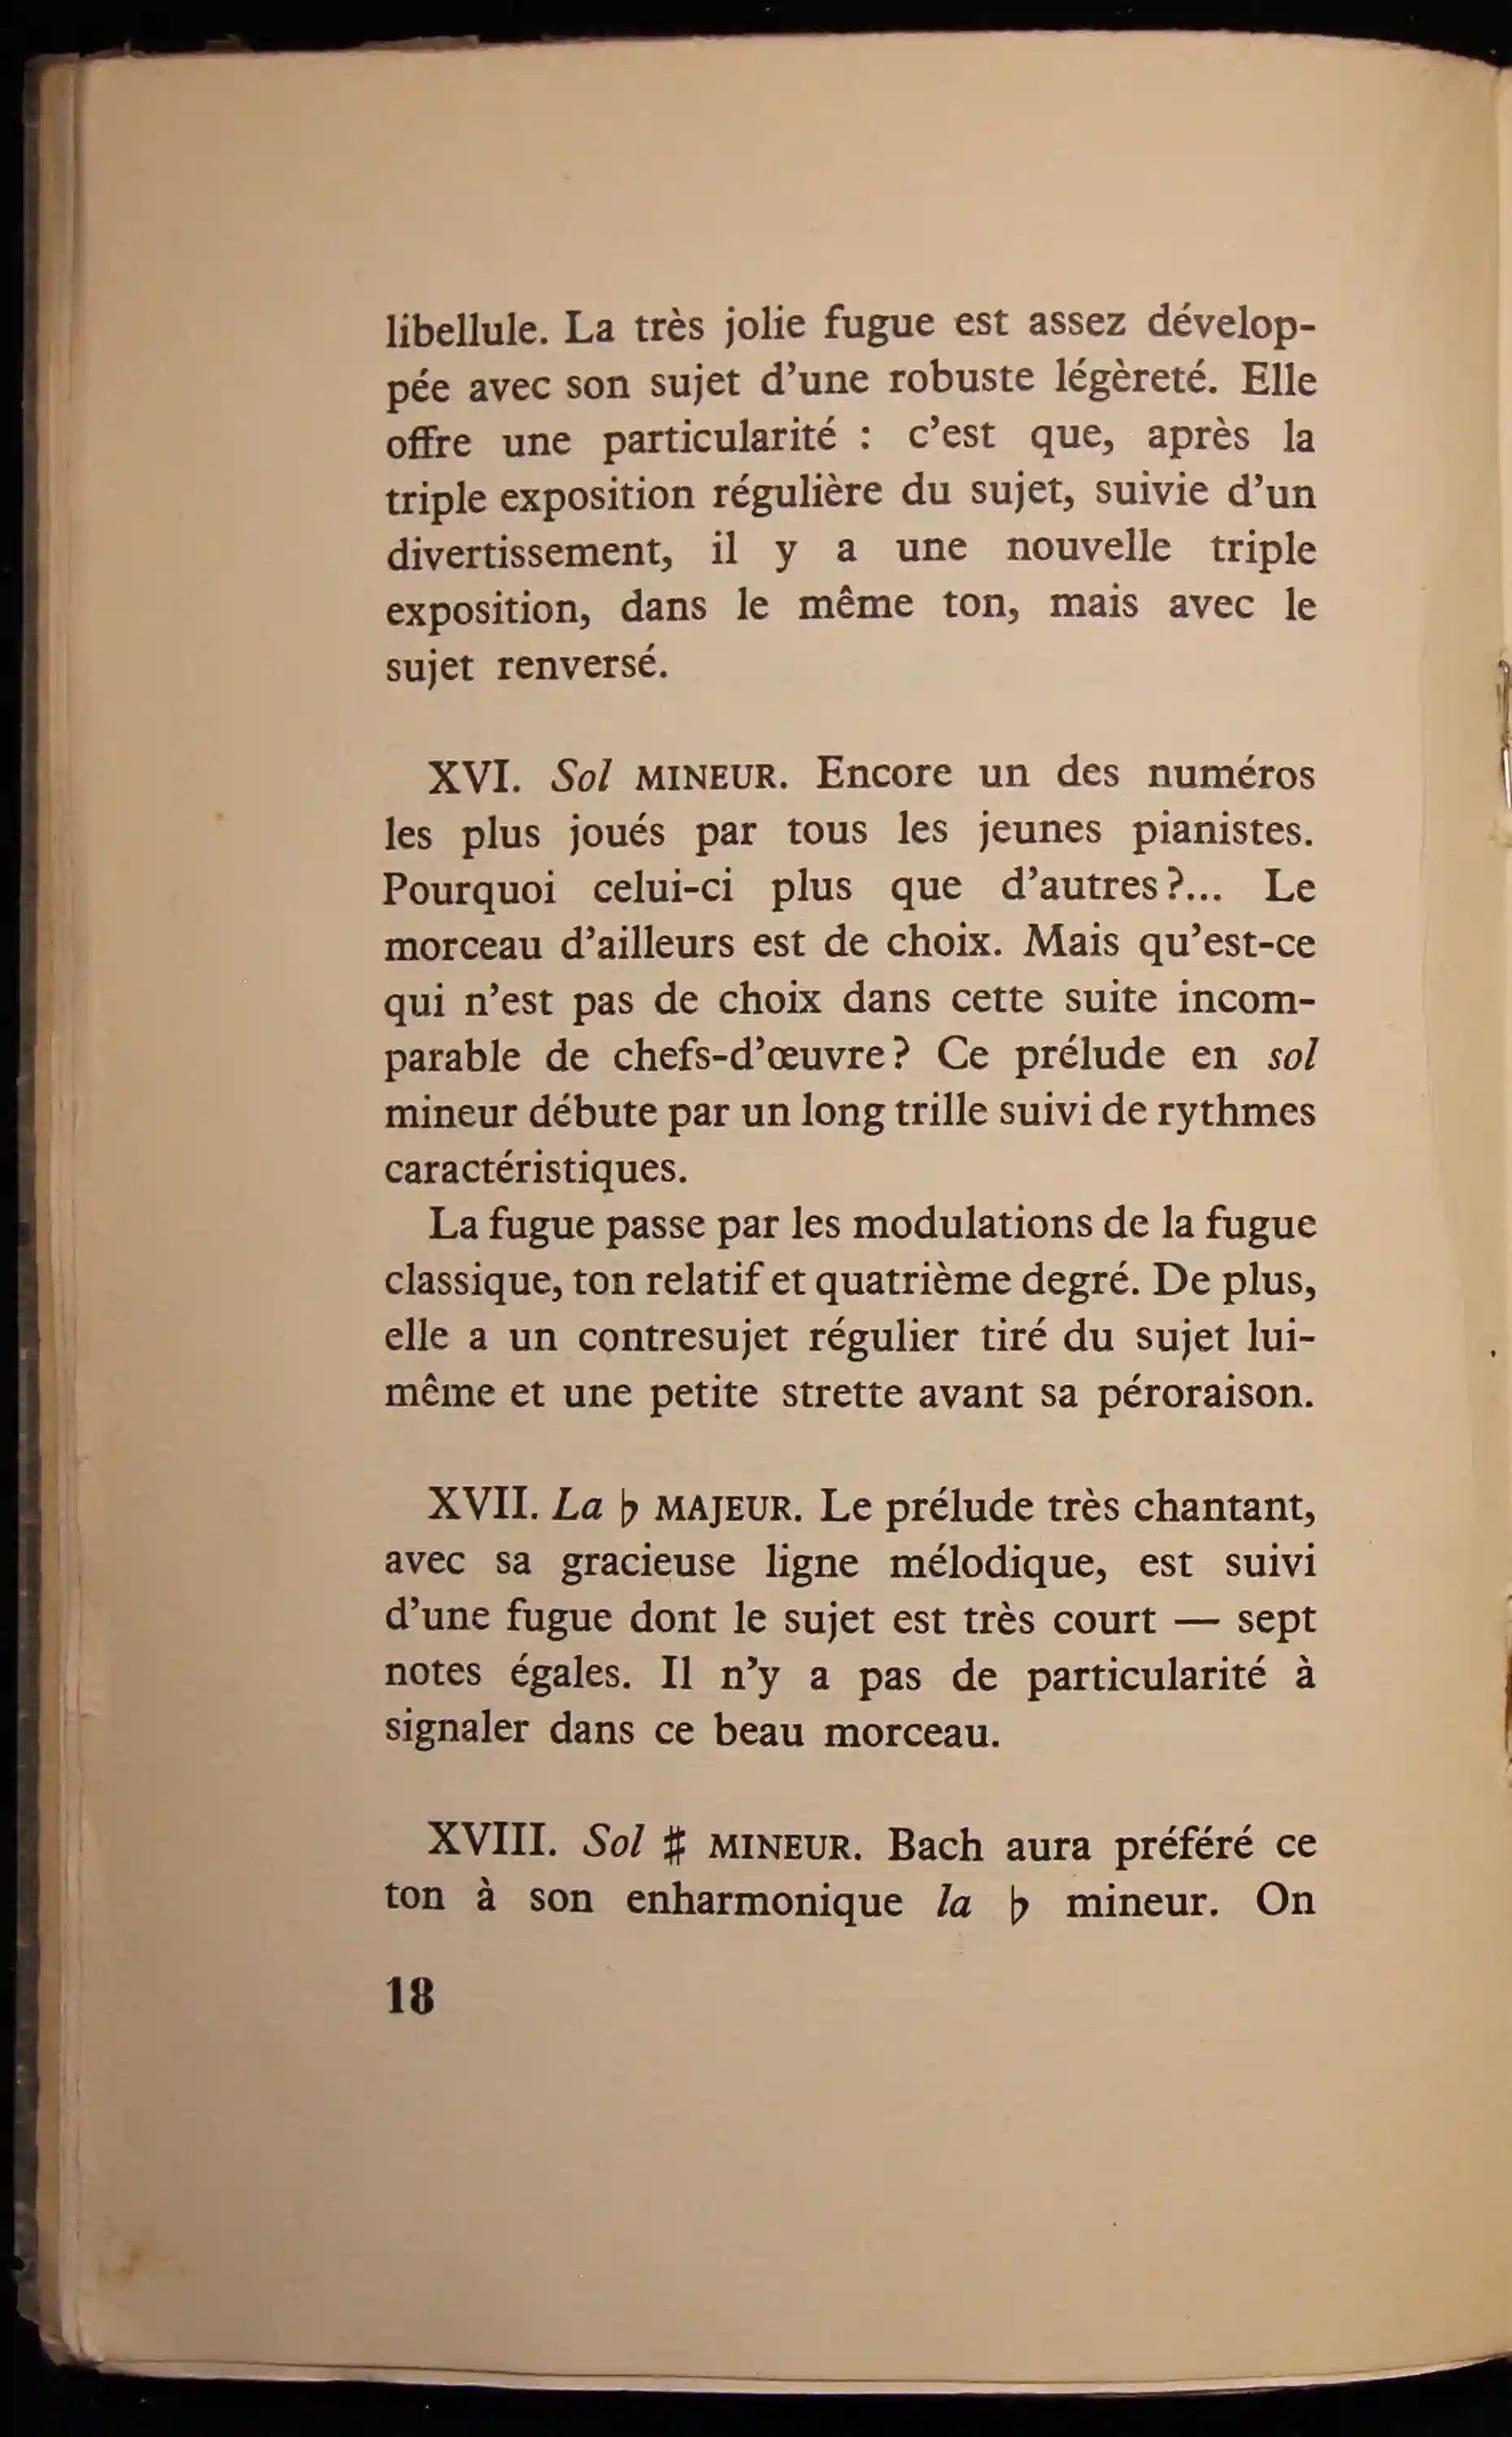 libellule. La très jolie fugue est assez dévelop-
pée avec son sujet d’une robuste légèreté. Elle
offre une particularité : c’est que, après la
triple exposition régulière du sujet, suivie d’un
divertissement, il y a une nouvelle triple
exposition, dans le même ton, mais avec le
sujet renversé.
XVI. Sol MINEUR. Encore un des numéros
les plus joués par tous les jeunes pianistes.
Pourquoi celui-ci plus que d’autres?... Le
morceau d’ailleurs est de choix. Mais qu’est-ce
qui n’est pas de choix dans cette suite incom-
parable de chefs-d’œuvre? Ce prélude en sol
mineur débute par un long trille suivi de rythmes
caractéristiques.
La fugue passe par les modulations de la fugue
classique, ton relatif et quatrième degré. De plus,
elle a un contresujet régulier tiré du sujet lui-
même et une petite strette avant sa péroraison.
XVII. La ♭ MAJEUR. Le prélude très chantant,
avec sa gracieuse ligne mélodique, est suivi
d’une fugue dont le sujet est très court — sept
notes égales. Il n’y a pas de particularité à
signaler dans ce beau morceau.
XVIII. Sol ♯ MINEUR. Bach aura préféré ce
ton à son enharmonique la ♭ mineur. On
18